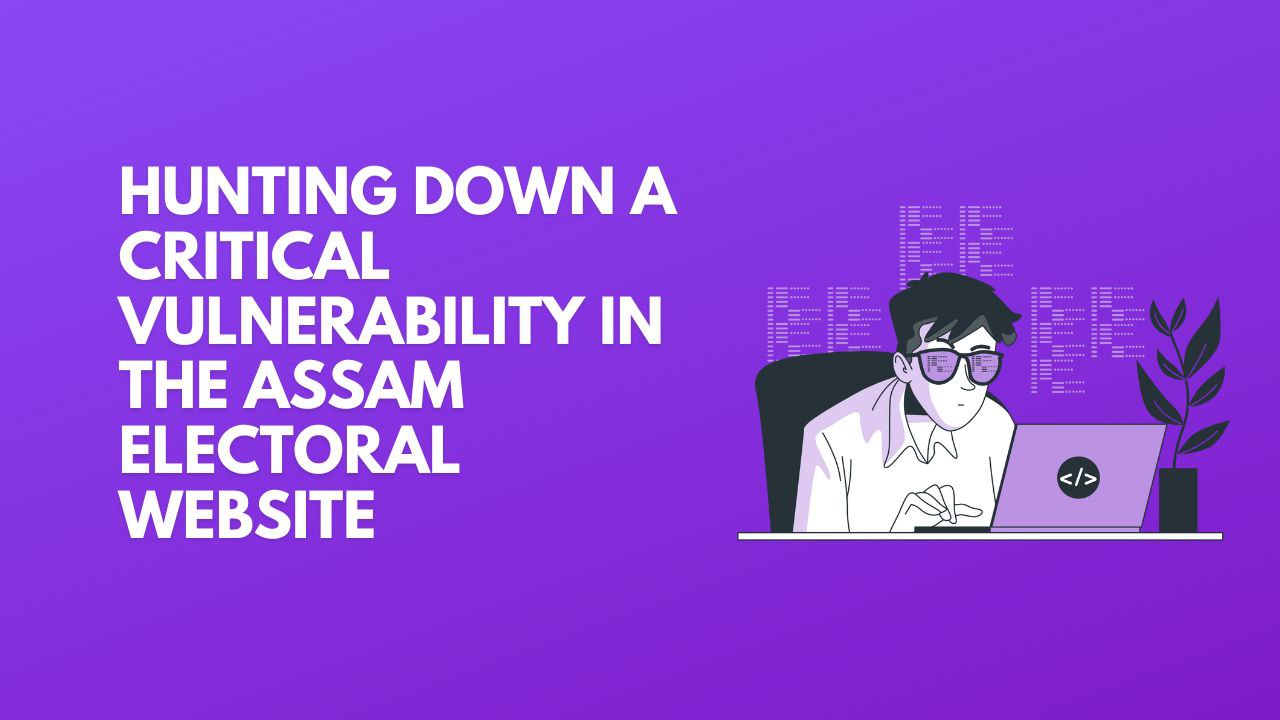 HUNTING DOWN A
CRITICAL
VULNERABILITY IN
THE ASSAM
ELECTORAL
WEBSITE
</>